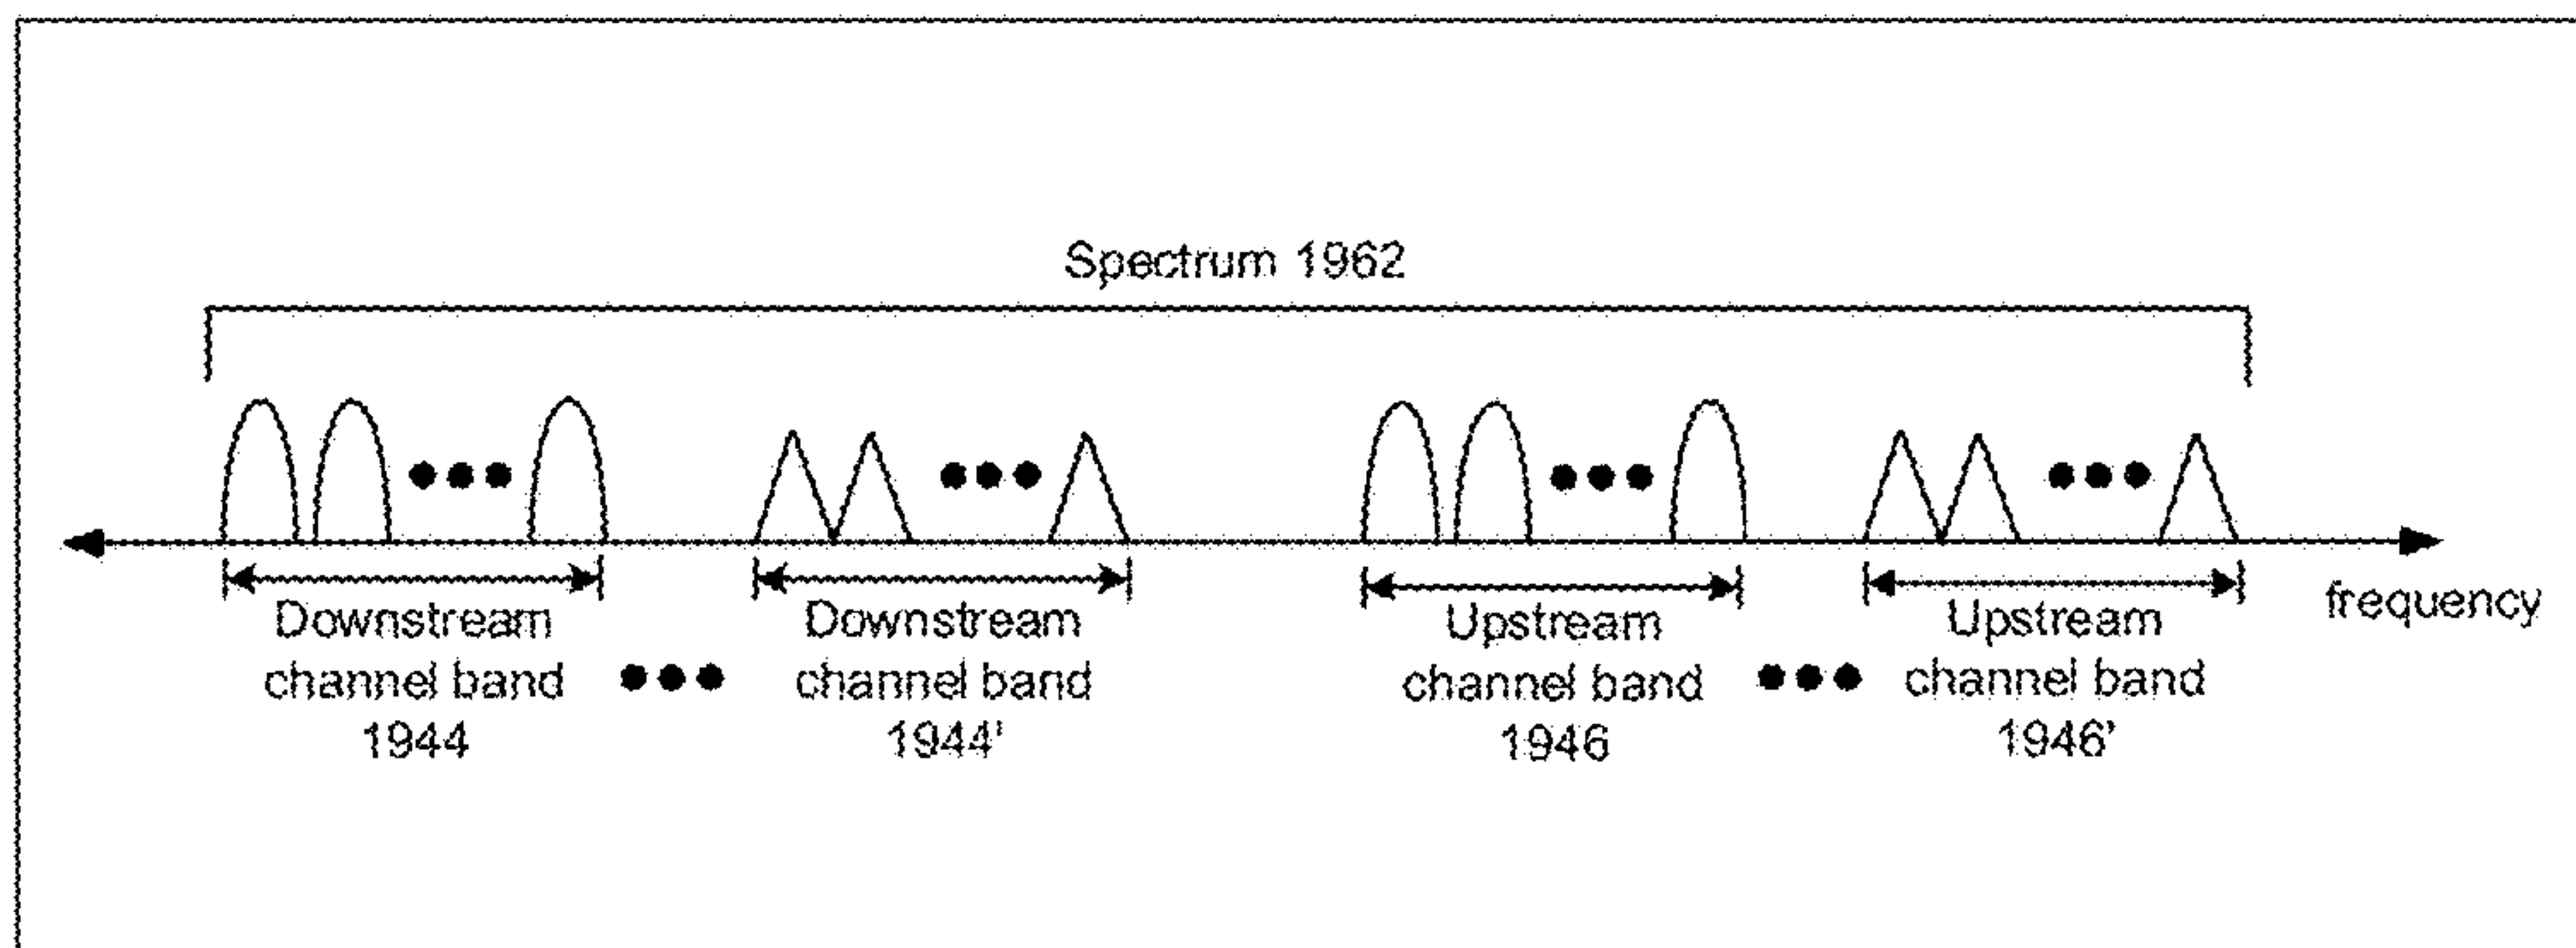 Spectrum 1962
frequency
Downstream
channel band
1944
Downstream
channel band
1944'
Upstream
channel band
1946
Upstream
channel band
1946'